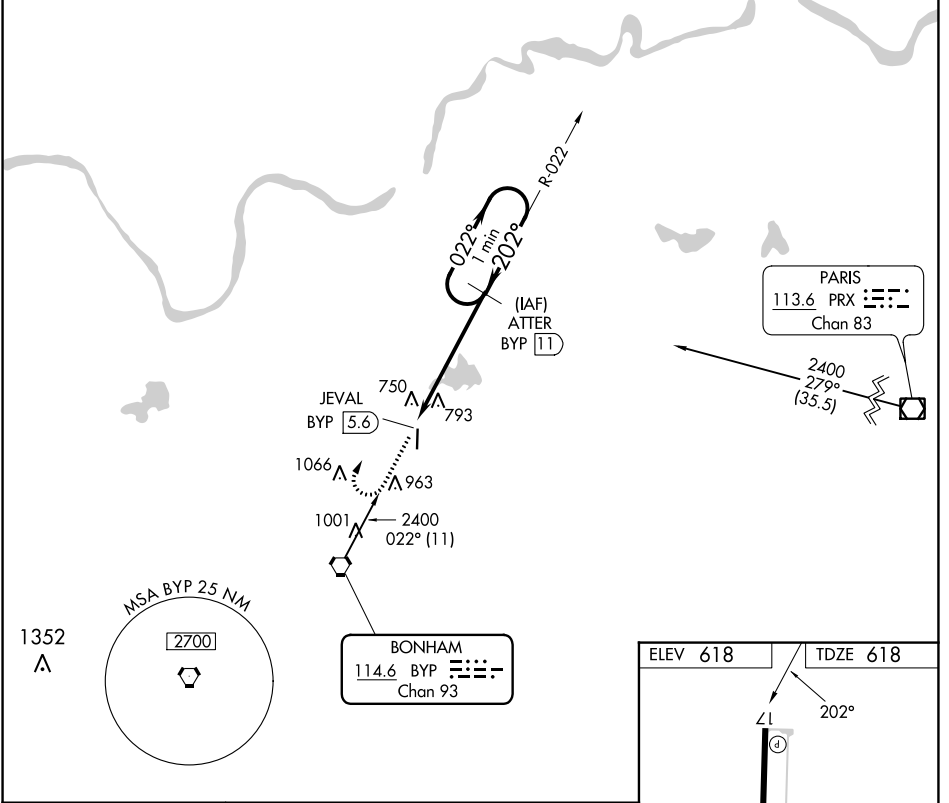 R-022
022°
1 min
202°
(IAF)
ATTER
BYP 11
PARIS
113.6 PRX
Chan 83
2400
279°
(35.5)
JEVAL
BYP 5.6
750
793
1066
963
1001
2400
022° (11)
MSA BYP 25 NM
2700
1352
BONHAM
114.6 BYP
Chan 93
ELEV 618
TDZE 618
202°
17
P